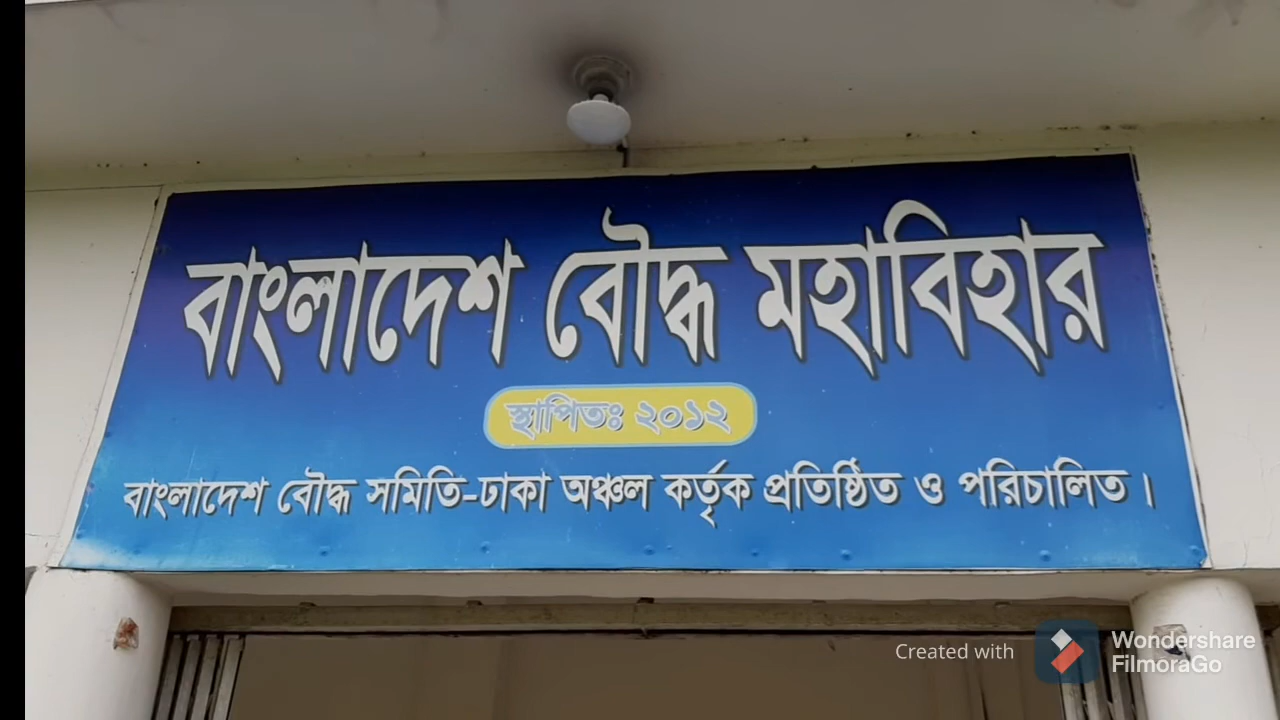 বাংলাদেশ বৌদ্ধ মহাবিহার
স্থাপিতঃ ২০১২
বাংলাদেশ বৌদ্ধ সমিতি-ঢাকা অঞ্চল কর্তৃক প্রতিষ্ঠিত ও পরিচালিত।
Created with
Wondershare
FilmoraGo